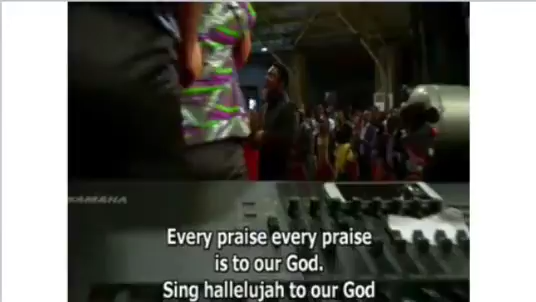 YAMAHA
Every praise every praise
is to our God.
Sing hallelujah to our God